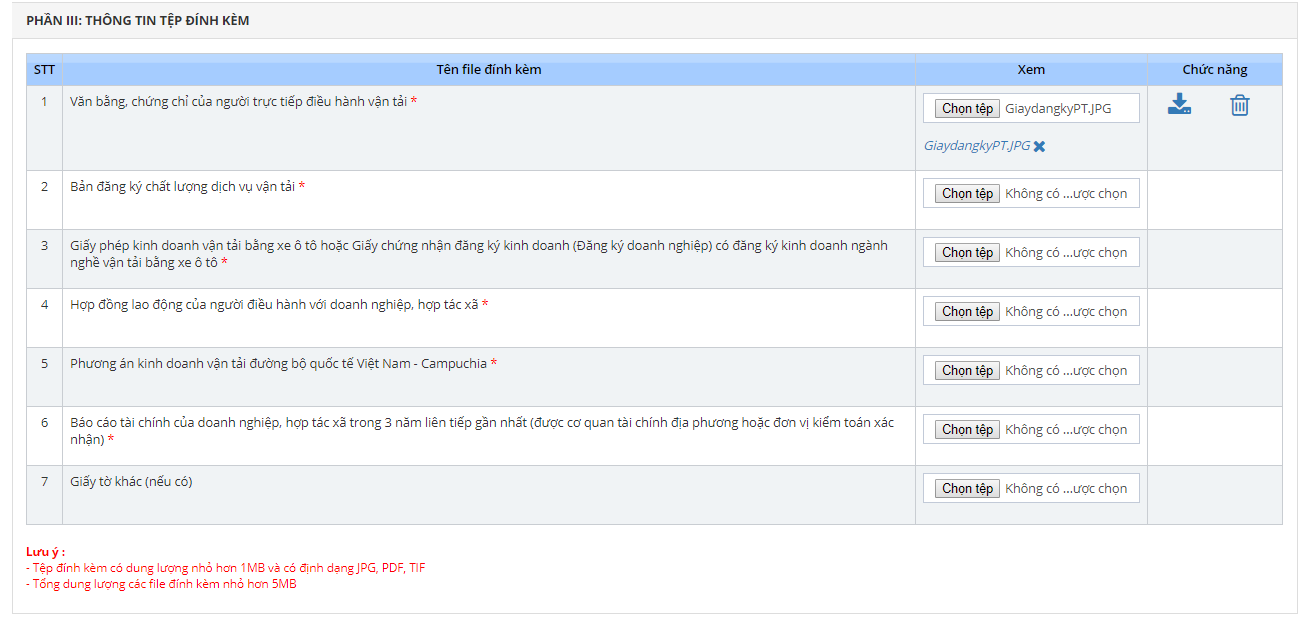 PHẦN III: THÔNG TIN TỆP ĐÍNH KÈM
STT Tên file đính kèm Xem Chức năng
1 Văn bằng, chứng chỉ của người trực tiếp điều hành vận tải * Chọn tệp GiaydangkyPT.JPG
GiaydangkyPT.JPG
2 Bản đăng ký chất lượng dịch vụ vận tải * Chọn tệp Không có ...ược chọn
3 Giấy phép kinh doanh vận tải bằng xe ô tô hoặc Giấy chứng nhận đăng ký kinh doanh (Đăng ký doanh nghiệp) có đăng ký kinh doanh ngành Chọn tệp Không có ...ược chọn
nghề vận tải bằng xe ô tô *
4 Hợp đồng lao động của người điều hành với doanh nghiệp, hợp tác xã * Chọn tệp Không có ...ược chọn
5 Phương án kinh doanh vận tải đường bộ quốc tế Việt Nam - Campuchia * Chọn tệp Không có ...ược chọn
6 Báo cáo tài chính của doanh nghiệp, hợp tác xã trong 3 năm liên tiếp gần nhất (được cơ quan tài chính địa phương hoặc đơn vị kiểm toán xác Chọn tệp Không có ...ược chọn
nhận) *
7 Giấy tờ khác (nếu có) Chọn tệp Không có ...ược chọn
Lưu ý :
- Tệp đính kèm có dung lượng nhỏ hơn 1MB và có định dạng JPG, PDF, TIF
- Tổng dung lượng các file đính kèm nhỏ hơn 5MB